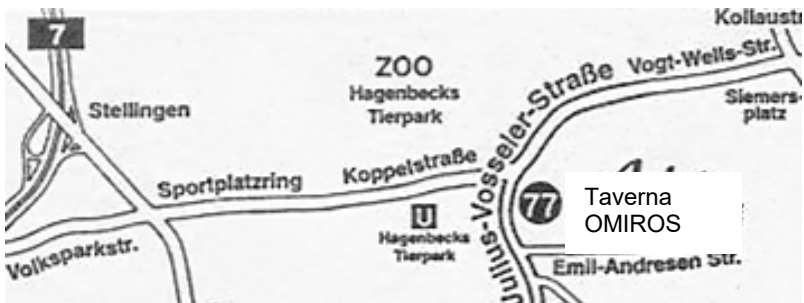 Kollaustr
7
ZOO
Hagenbecks
Tierpark
Stellingen
Julius-Vosseler-Straße
Vogt-Wells-Str.
Siemers-
platz
Sportplatzring
Koppelstraße
77
Taverna
OMIROS
U
Hagenbecks
Tierpark
Volksparkstr.
Emil-Andresen Str.